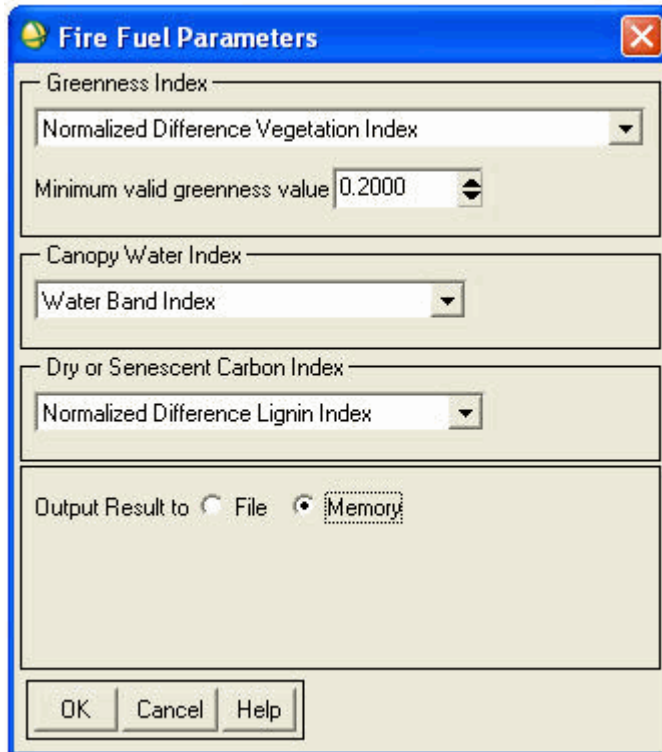 Fire Fuel Parameters
Greenness Index
Normalized Difference Vegetation Index
Minimum valid greenness value 0.2000
Canopy Water Index
Water Band Index
Dry or Senescent Carbon Index
Normalized Difference Lignin Index
Output Result to File Memory
OK Cancel Help